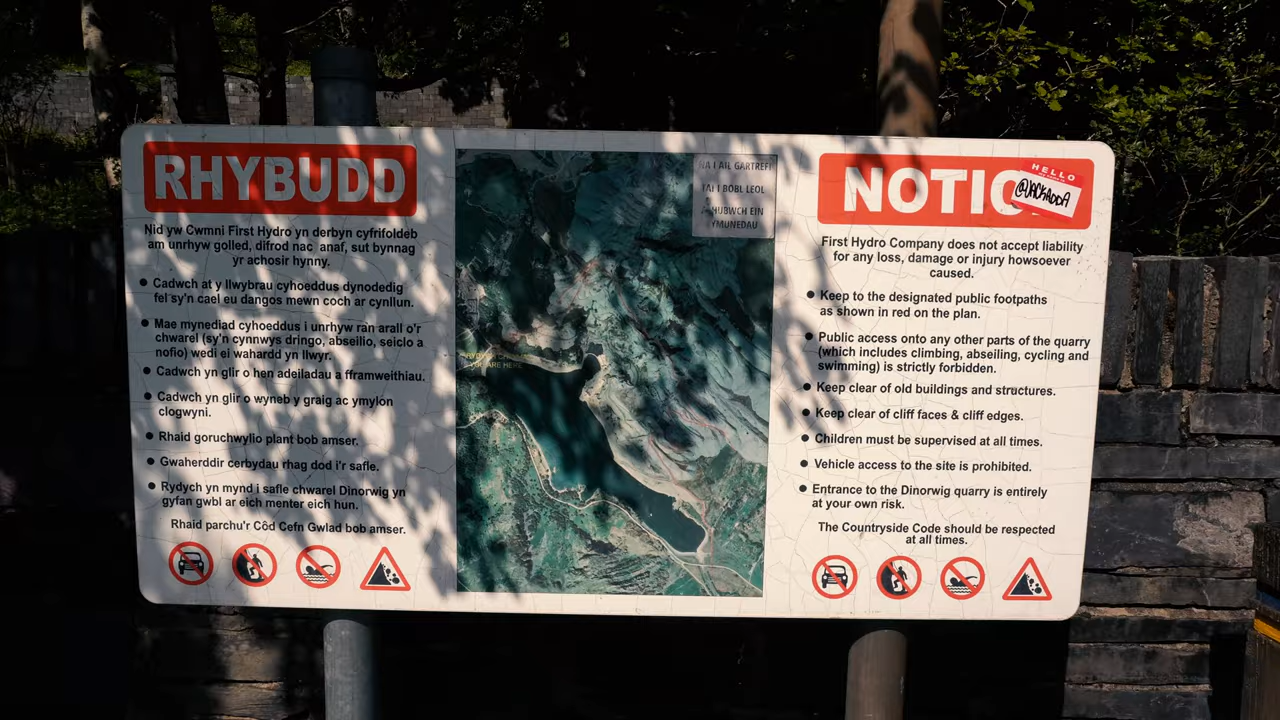 RHYBUDD
Nid yw Cwmni First Hydro yn derbyn cyfrifoldeb
am unrhyw golled, difrod nac anaf, sut bynnag
yr achosir hynny.
• Cadwch at y llwybrau cyhoeddus dynodedig
fel sy'n cael eu dangos mewn coch ar cynllun.
• Mae mynediad cyhoeddus i unrhyw ran arall o'r
chwarel (sy'n cynnwys dringo, abseilio, seiclo a
nofio) wedi ei wahardd yn llwyr.
• Cadwch yn glir o hen adeiladau a fframweithiau.
• Cadwch yn glir o wyneb y graig ac ymylon
clogwyni.
• Rhaid goruchwylio plant bob amser.
• Gwaherddir cerbydau rhag dod i'r safle.
• Rydych yn mynd i safle chwarel Dinorwig yn
gyfan gwbl ar eich menter eich hun.
Rhaid parchu'r Côd Cefn Gwlad bob amser.
NA I AIL GARTREFI
TAI I BOBL LEOL
HUBWCH EIN
YMUNEDAU
ARE HERE
NOTIC
HELLO
@JACKADDA
First Hydro Company does not accept liability
for any loss, damage or injury howsoever
caused.
• Keep to the designated public footpaths
as shown in red on the plan.
• Public access onto any other parts of the quarry
(which includes climbing, abseiling, cycling and
swimming) is strictly forbidden.
• Keep clear of old buildings and structures.
• Keep clear of cliff faces & cliff edges.
• Children must be supervised at all times.
• Vehicle access to the site is prohibited.
• Entrance to the Dinorwig quarry is entirely
at your own risk.
The Countryside Code should be respected
at all times.